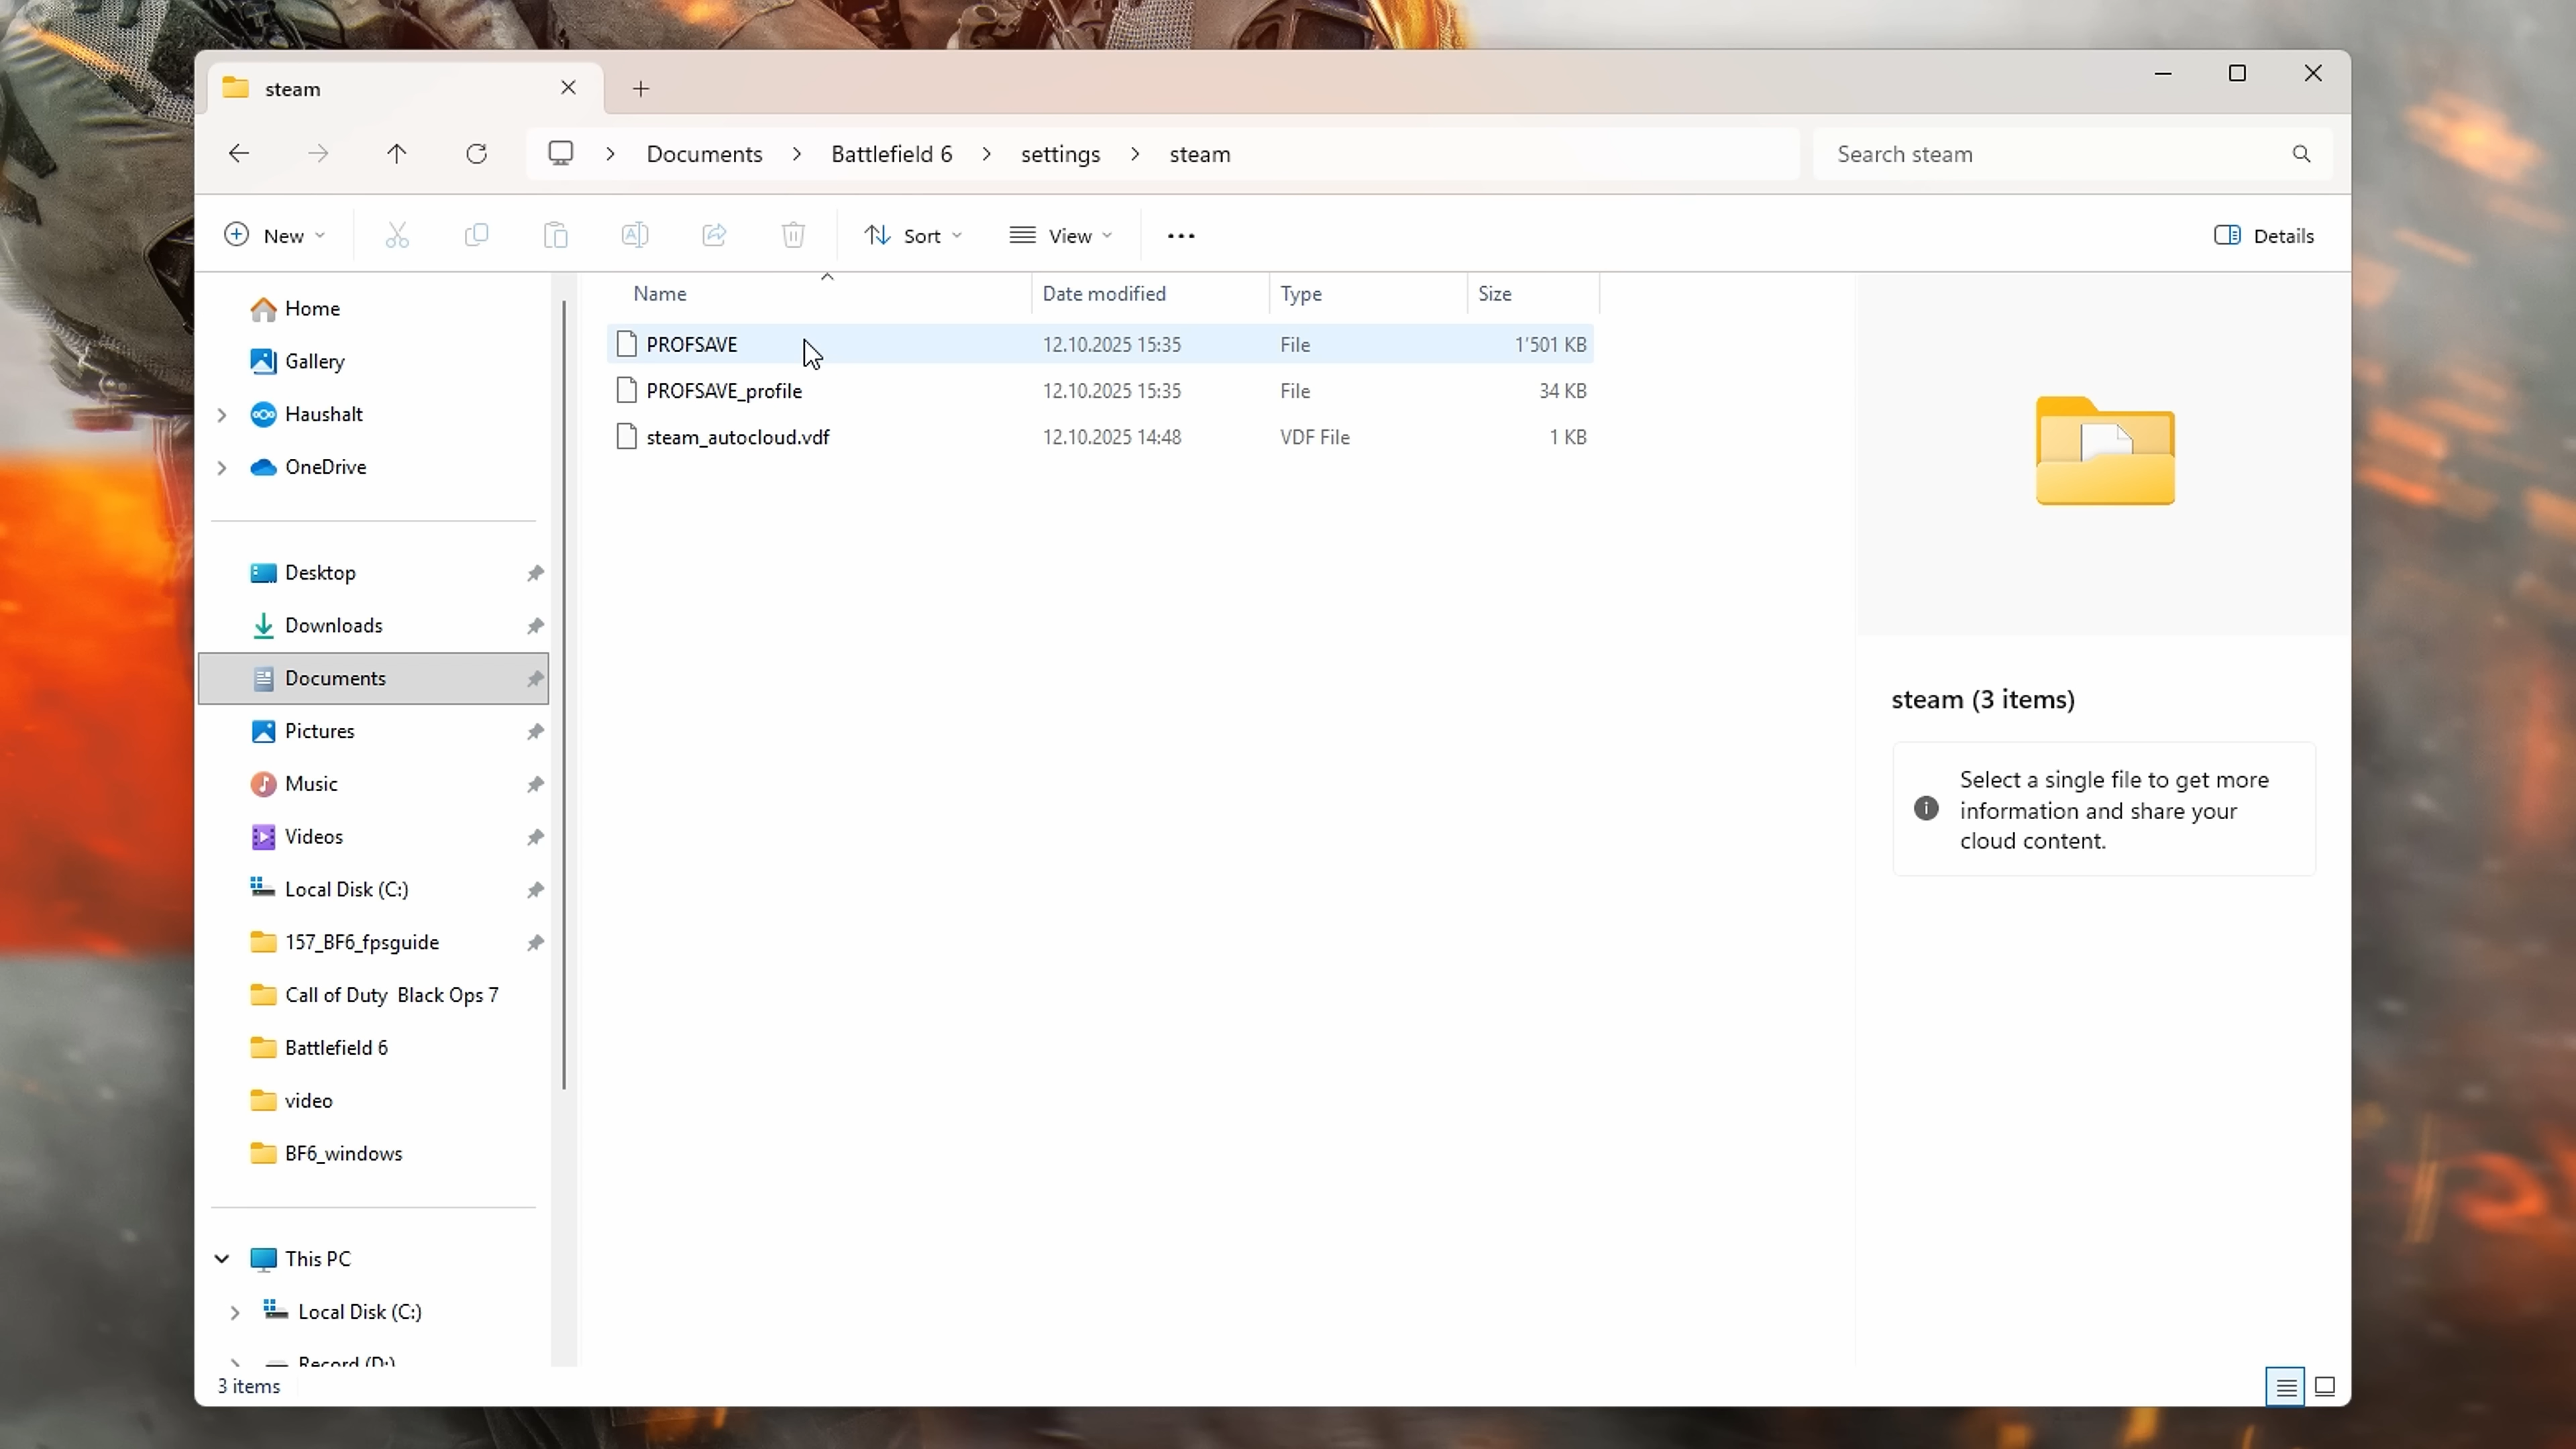 steam
Documents > Battlefield 6 > settings > steam
Search steam
New
Sort
View
Details
Home
Gallery
Haushalt
OneDrive
Desktop
Downloads
Documents
Pictures
Music
Videos
Local Disk (C:)
157_BF6_fpsguide
Call of Duty  Black Ops 7
Battlefield 6
video
BF6_windows
This PC
Local Disk (C:)
Record (D:)
Name Date modified Type Size
PROFSAVE 12.10.2025 15:35 File 1'501 KB
PROFSAVE_profile 12.10.2025 15:35 File 34 KB
steam_autocloud.vdf 12.10.2025 14:48 VDF File 1 KB
steam (3 items)
Select a single file to get more
information and share your
cloud content.
3 items